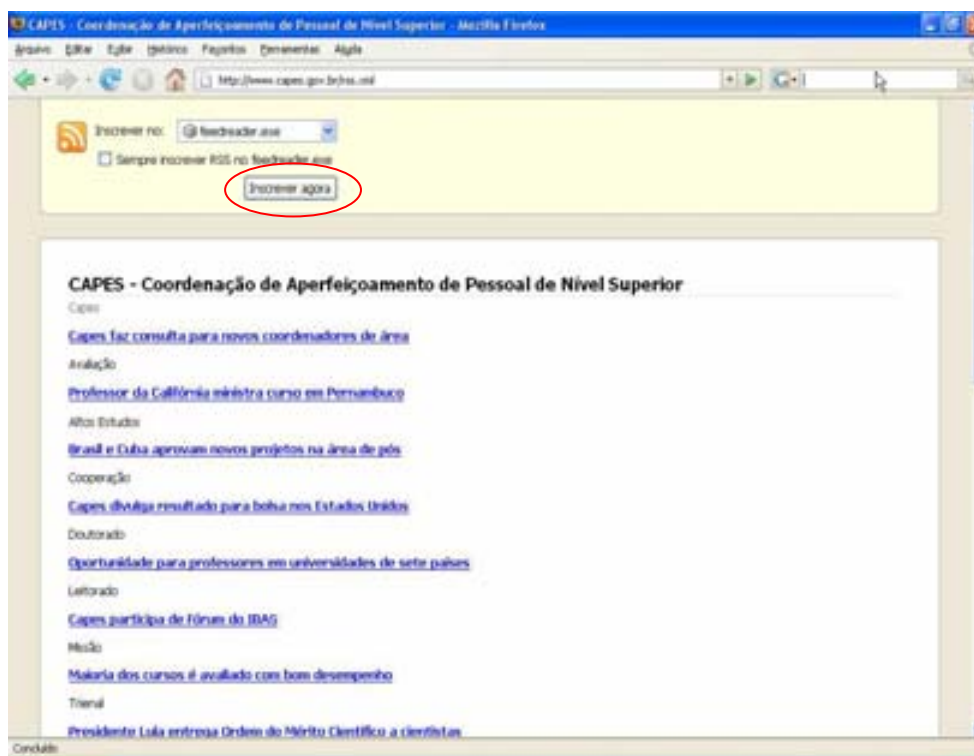 CAPES - Coordenação de Aperfeiçoamento de Pessoal de Nível Superior - Mozilla Firefox
Arquivo Editar Exibir Histórico Favoritos Ferramentas Ajuda
http://www.capes.gov.br/rss.xml
Inscrever no: feedreader.exe
Sempre inscrever RSS no feedreader.exe
Inscrever agora
CAPES - Coordenação de Aperfeiçoamento de Pessoal de Nível Superior
Capes
Capes faz consulta para novos coordenadores de área
Avaliação
Professor da Califórnia ministra curso em Pernambuco
Altos Estudos
Brasil e Cuba aprovam novos projetos na área de pós
Cooperação
Capes divulga resultado para bolsa nos Estados Unidos
Doutorado
Oportunidade para professores em universidades de sete países
Leitorado
Capes participa de Fórum do IBAS
Missão
Maioria dos cursos é avaliado com bom desempenho
Trienal
Presidente Lula entrega Ordem do Mérito Científico a cientistas
Concluído